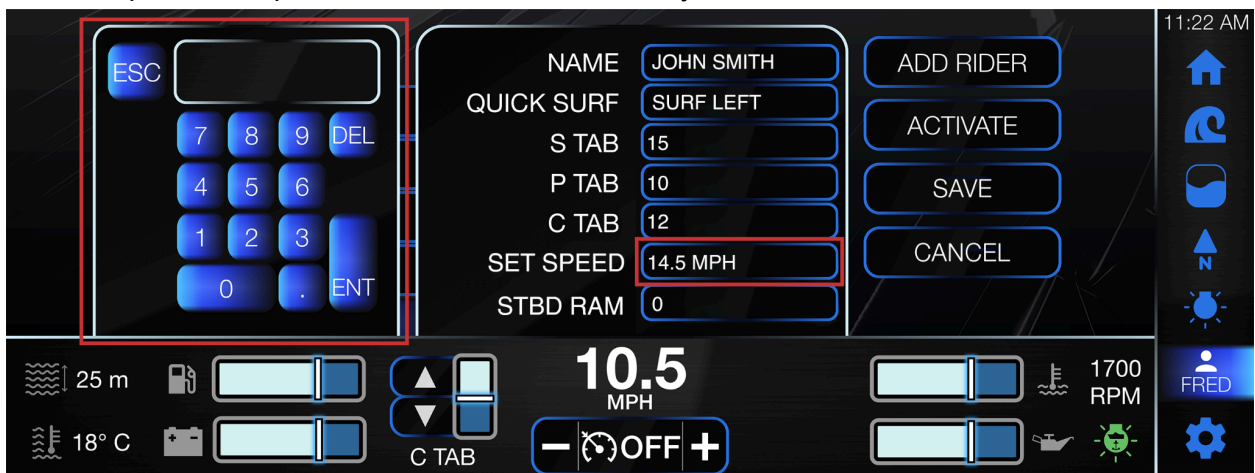 11:22 AM
ESC
7 8 9 DEL
4 5 6
1 2 3
0 . ENT
NAME JOHN SMITH
QUICK SURF SURF LEFT
S TAB 15
P TAB 10
C TAB 12
SET SPEED 14.5 MPH
STBD RAM 0
ADD RIDER
ACTIVATE
SAVE
CANCEL
N
FRED
25 m
18° C
C TAB
10.5
MPH
OFF
1700
RPM